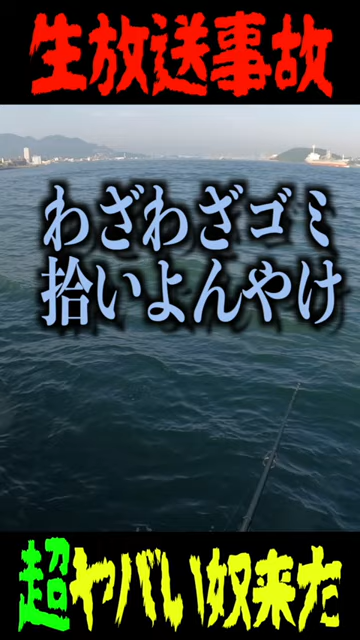 生放送事故
わざわざゴミ
拾いよんやけ
超ヤバい奴来た